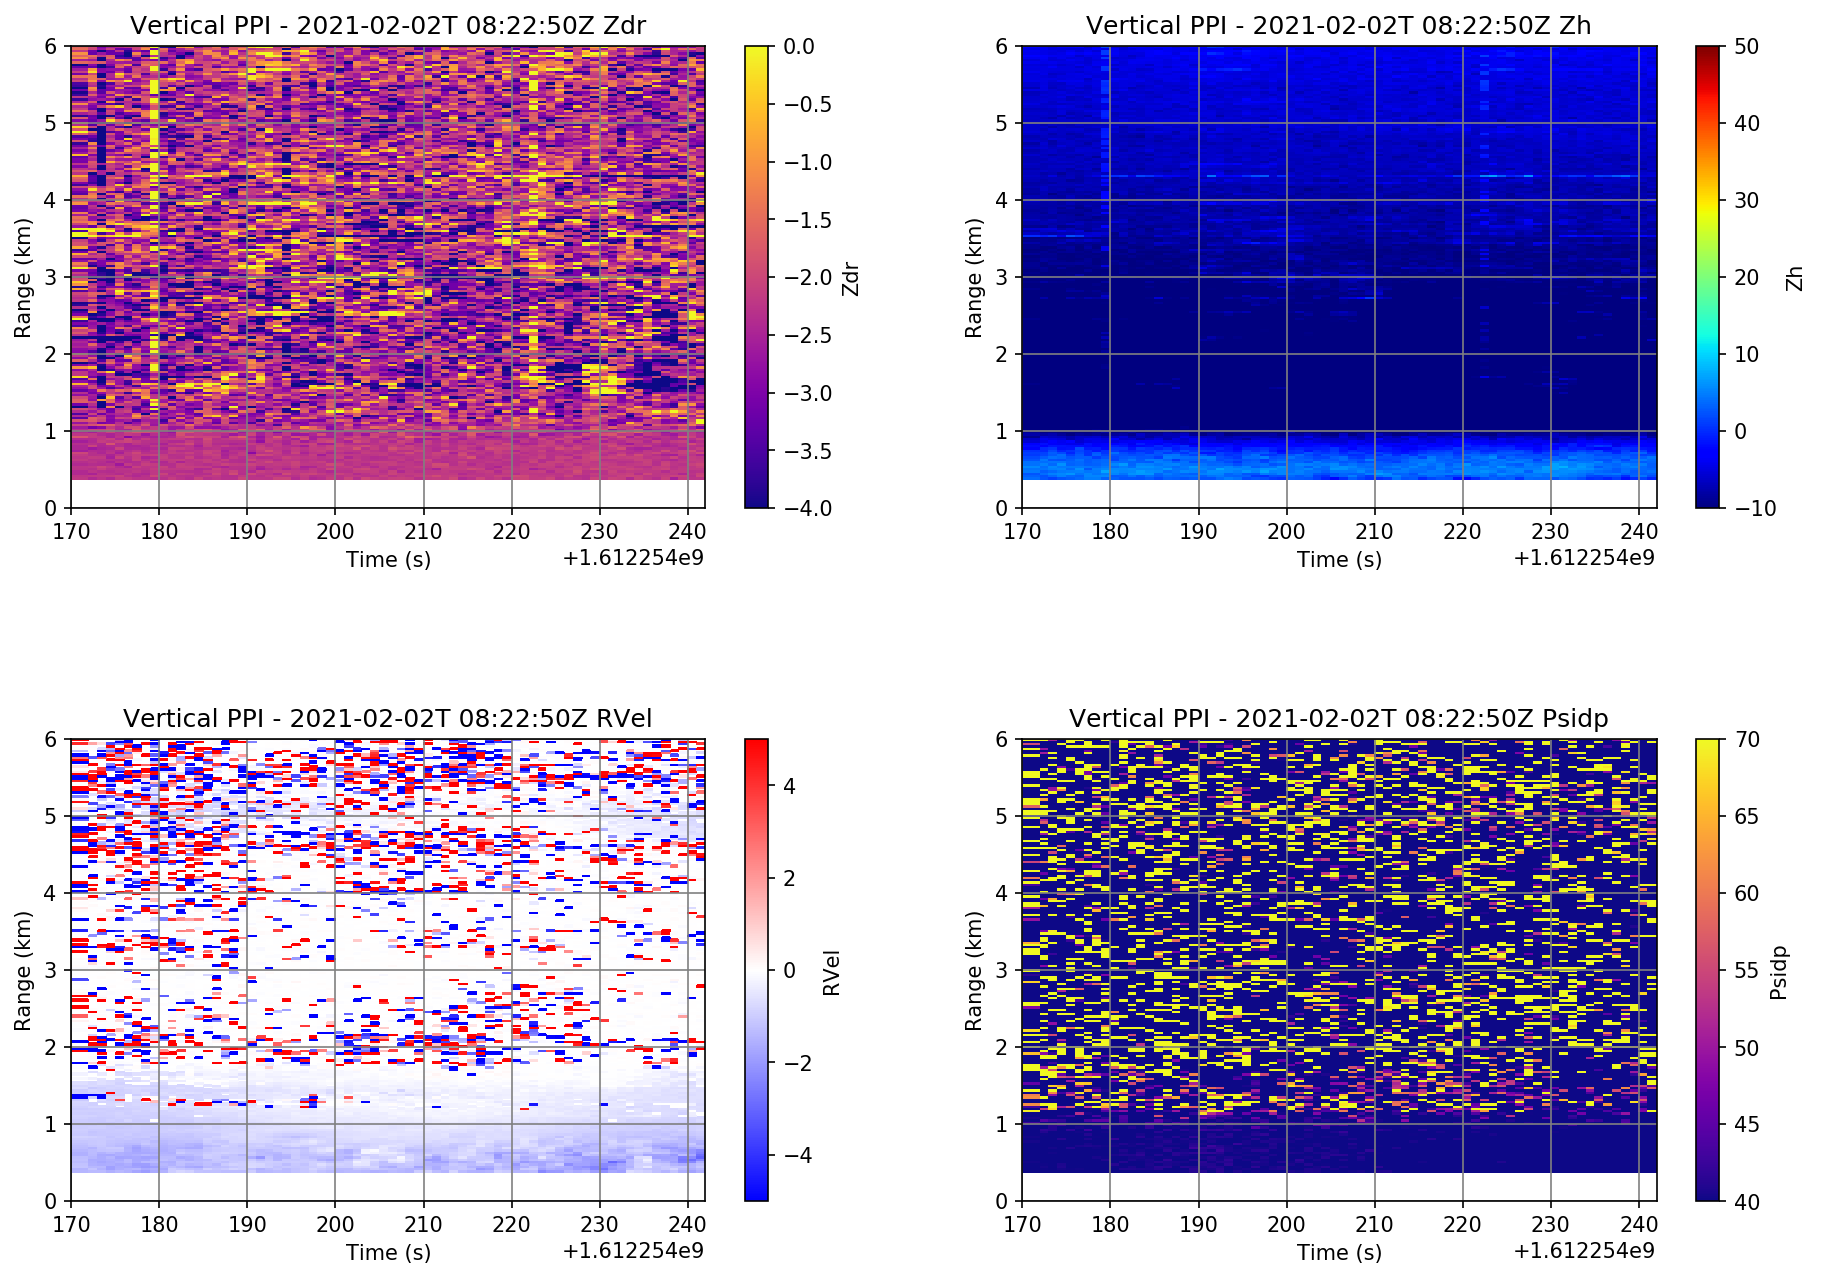 Vertical PPI - 2021-02-02T 08:22:50Z Zdr
6
5
4
3
2
1
0
Range (km)
170 180 190 200 210 220 230 240
Time (s)
+1.612254e9
0.0
−0.5
−1.0
−1.5
−2.0
−2.5
−3.0
−3.5
−4.0
Zdr
Vertical PPI - 2021-02-02T 08:22:50Z Zh
6
5
4
3
2
1
0
Range (km)
170 180 190 200 210 220 230 240
Time (s)
+1.612254e9
50
40
30
20
10
0
−10
Zh
Vertical PPI - 2021-02-02T 08:22:50Z RVel
6
5
4
3
2
1
0
Range (km)
170 180 190 200 210 220 230 240
Time (s)
+1.612254e9
4
2
0
−2
−4
RVel
Vertical PPI - 2021-02-02T 08:22:50Z Psidp
6
5
4
3
2
1
0
Range (km)
170 180 190 200 210 220 230 240
Time (s)
+1.612254e9
70
65
60
55
50
45
40
Psidp